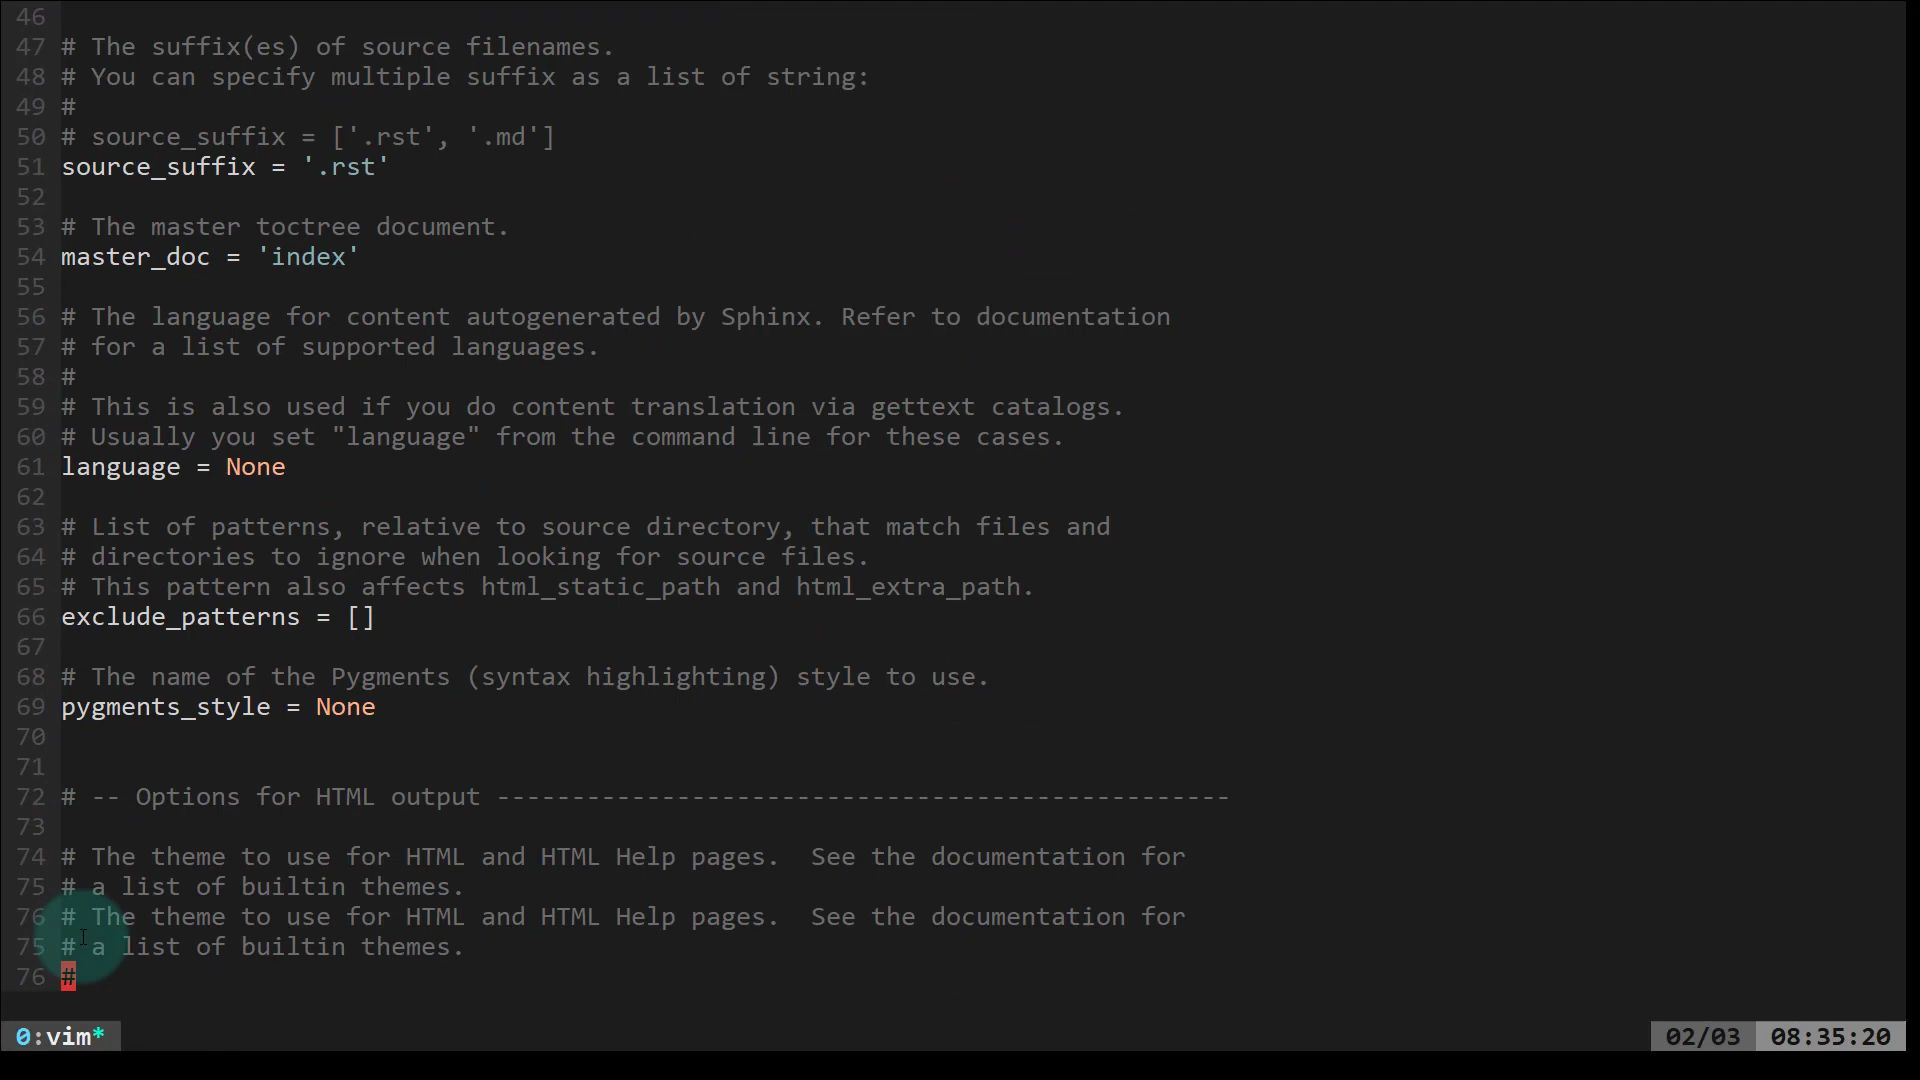 46
47 # The suffix(es) of source filenames.
48 # You can specify multiple suffix as a list of string:
49 #
50 # source_suffix = ['.rst', '.md']
51 source_suffix = '.rst'
52
53 # The master toctree document.
54 master_doc = 'index'
55
56 # The language for content autogenerated by Sphinx. Refer to documentation
57 # for a list of supported languages.
58 #
59 # This is also used if you do content translation via gettext catalogs.
60 # Usually you set "language" from the command line for these cases.
61 language = None
62
63 # List of patterns, relative to source directory, that match files and
64 # directories to ignore when looking for source files.
65 # This pattern also affects html_static_path and html_extra_path.
66 exclude_patterns = []
67
68 # The name of the Pygments (syntax highlighting) style to use.
69 pygments_style = None
70
71
72 # -- Options for HTML output -------------------------------------------------
73
74 # The theme to use for HTML and HTML Help pages.  See the documentation for
75 # a list of builtin themes.
76 # The theme to use for HTML and HTML Help pages.  See the documentation for
75 # a list of builtin themes.
76 #
0:vim* 02/03 08:35:20